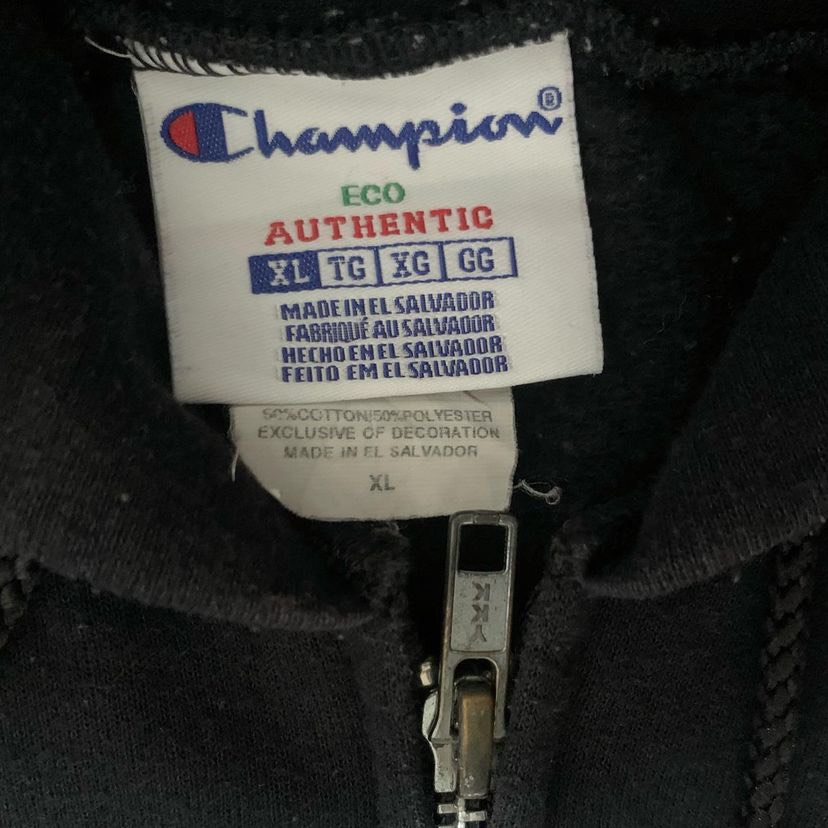 Champion®
ECO
AUTHENTIC
XL TG XG GG
MADE IN EL SALVADOR
FABRIQUÉ AU SALVADOR
HECHO EN EL SALVADOR
FEITO EM EL SALVADOR
50%COTTON/50%POLYESTER
EXCLUSIVE OF DECORATION
MADE IN EL SALVADOR
XL
YKK